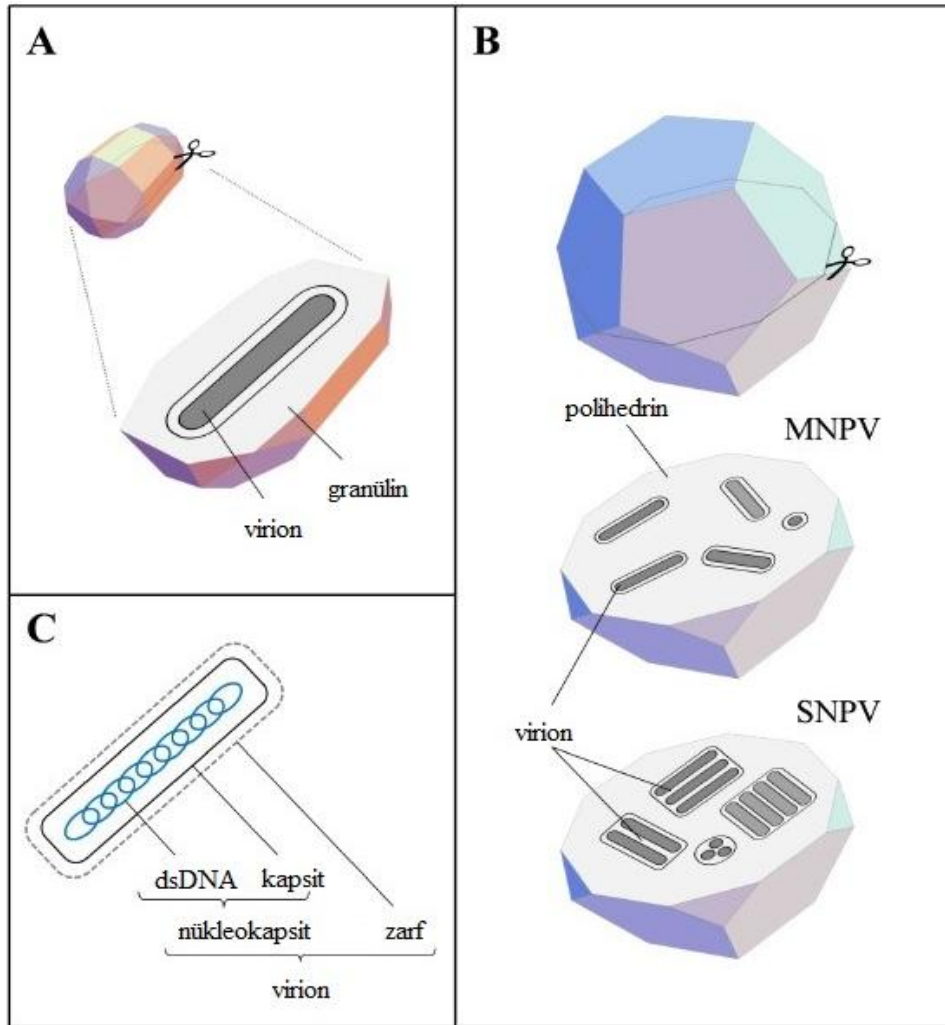 A
granülin
virion
B
polihedrin
MNPV
virion
SNPV
C
dsDNA kapsit
nükleokapsit zarf
virion